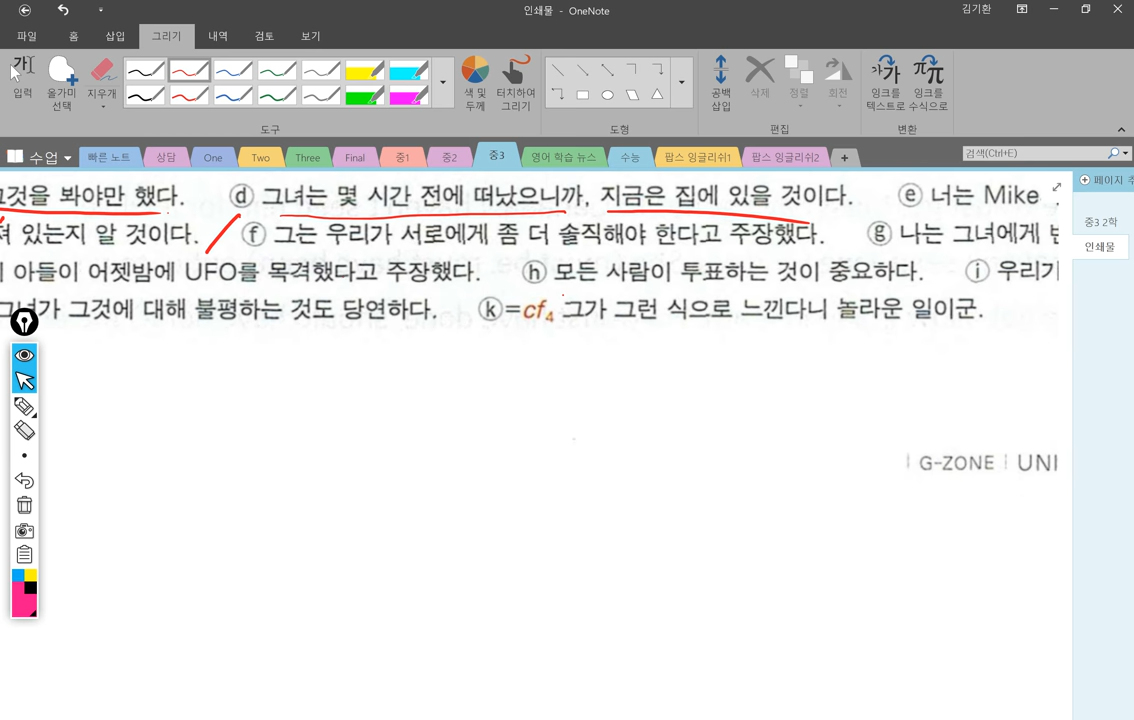 인쇄물 - OneNote
김기환
파일 홈 삽입 그리기 내역 검토 보기
입력 올가미 선택 지우개 색 및 두께 터치하여 그리기 공백 삽입 삭제 정렬 회전 잉크를 텍스트로 잉크를 수식으로
도구 도형 편집 변환
수업 빠른 노트 상담 One Two Three Final 중1 중2 중3 영어 학습 뉴스 수능 팝스 잉글리쉬1 팝스 잉글리쉬2 + 검색(Ctrl+E)
페이지 추
중3 2학
인쇄물
그것을 봐야만 했다. ⓓ 그녀는 몇 시간 전에 떠났으니까, 지금은 집에 있을 것이다. ⓔ 너는 Mike
져 있는지 알 것이다. ⓕ 그는 우리가 서로에게 좀 더 솔직해야 한다고 주장했다. ⓖ 나는 그녀에게
아들이 어젯밤에 UFO를 목격했다고 주장했다. ⓗ 모든 사람이 투표하는 것이 중요하다. ⓘ 우리가
그녀가 그것에 대해 불평하는 것도 당연하다. ⓚ=cf₄ 그가 그런 식으로 느낀다니 놀라운 일이군.
G-ZONE UNI